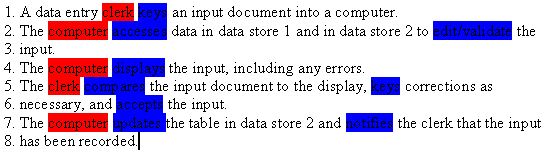 1. A data entry clerk keys an input document into a computer.
2. The computer accesses data in data store 1 and in data store 2 to edit/validate the
3. input.
4. The computer displays the input, including any errors.
5. The clerk compares the input document to the display, keys corrections as
6. necessary, and accepts the input.
7. The computer updates the table in data store 2 and notifies the clerk that the input
8. has been recorded.